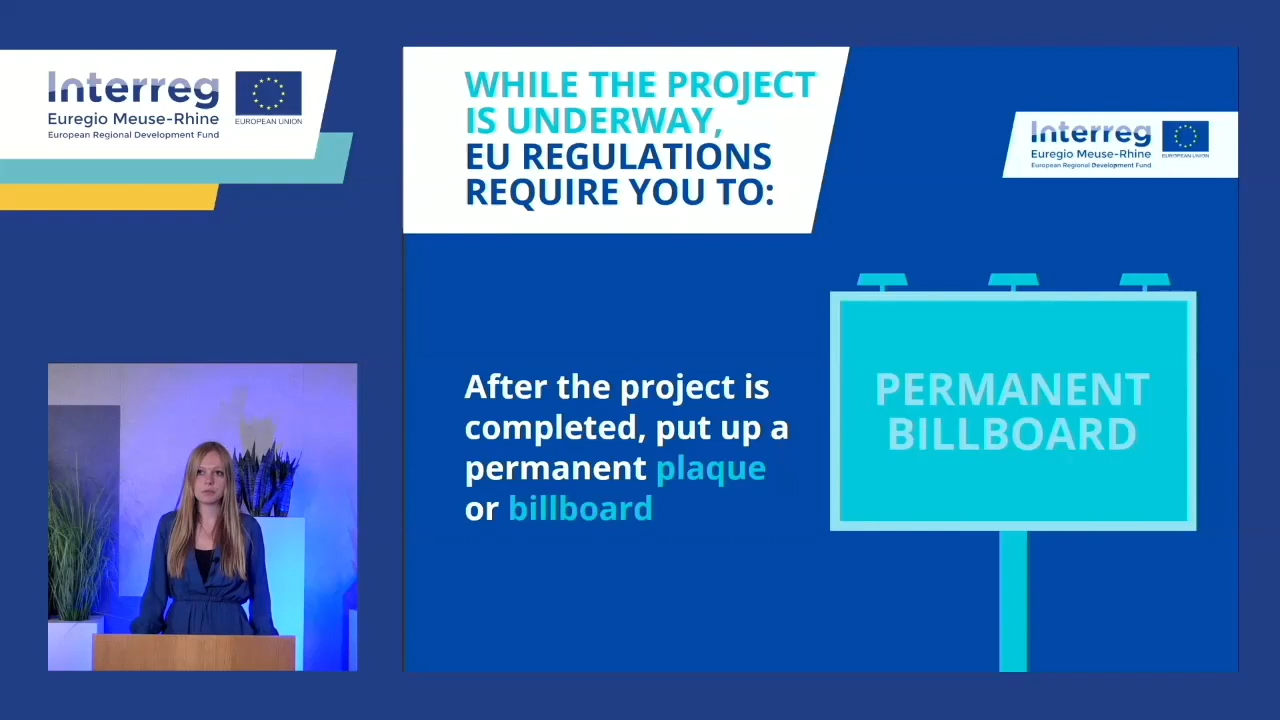 Interreg
Euregio Meuse-Rhine
European Regional Development Fund
EUROPEAN UNION
WHILE THE PROJECT
IS UNDERWAY,
EU REGULATIONS
REQUIRE YOU TO:
Interreg
Euregio Meuse-Rhine
European Regional Development Fund
EUROPEAN UNION
After the project is
completed, put up a
permanent plaque
or billboard
PERMANENT
BILLBOARD